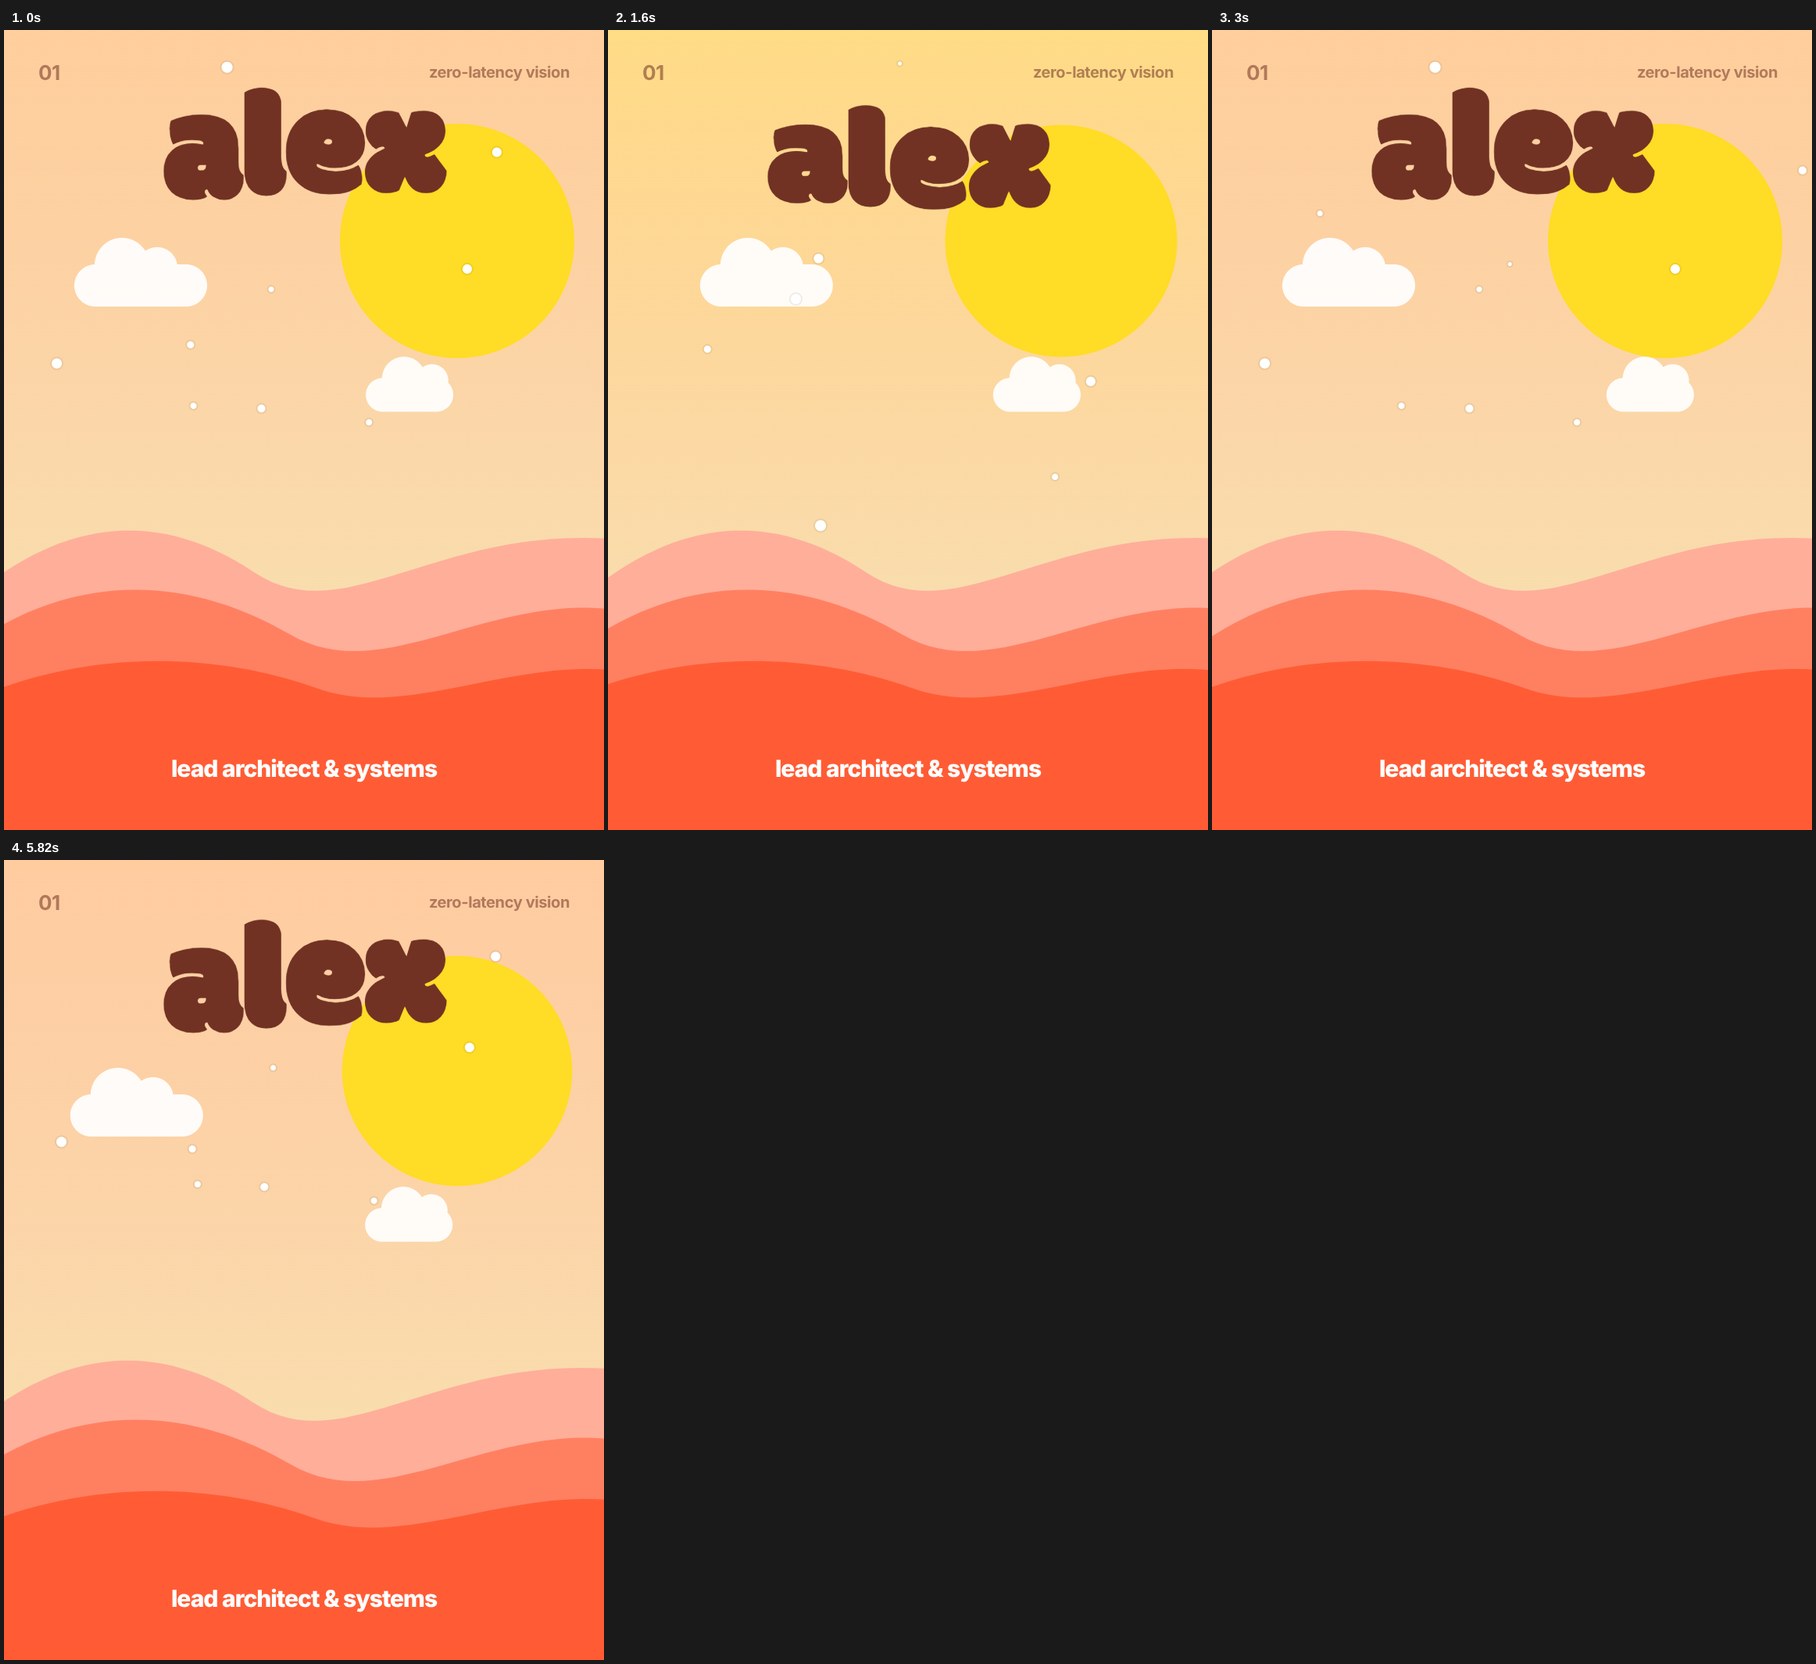 1. 0s
2. 1.6s
3. 3s
01
zero-latency vision
alex
lead architect & systems
01
zero-latency vision
alex
lead architect & systems
01
zero-latency vision
alex
lead architect & systems
4. 5.82s
01
zero-latency vision
alex
lead architect & systems